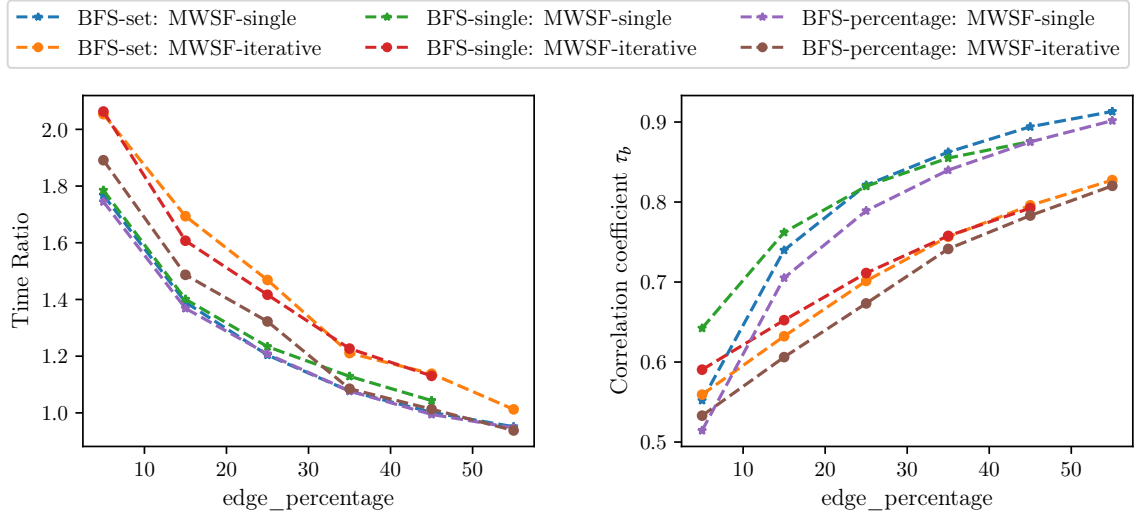 BFS-set: MWSF-single
BFS-single: MWSF-single
BFS-percentage: MWSF-single
BFS-set: MWSF-iterative
BFS-single: MWSF-iterative
BFS-percentage: MWSF-iterative
Time Ratio
2.0
1.8
1.6
1.4
1.2
1.0
10 20 30 40 50
edge_percentage
Correlation coefficient τ_b
0.9
0.8
0.7
0.6
0.5
10 20 30 40 50
edge_percentage